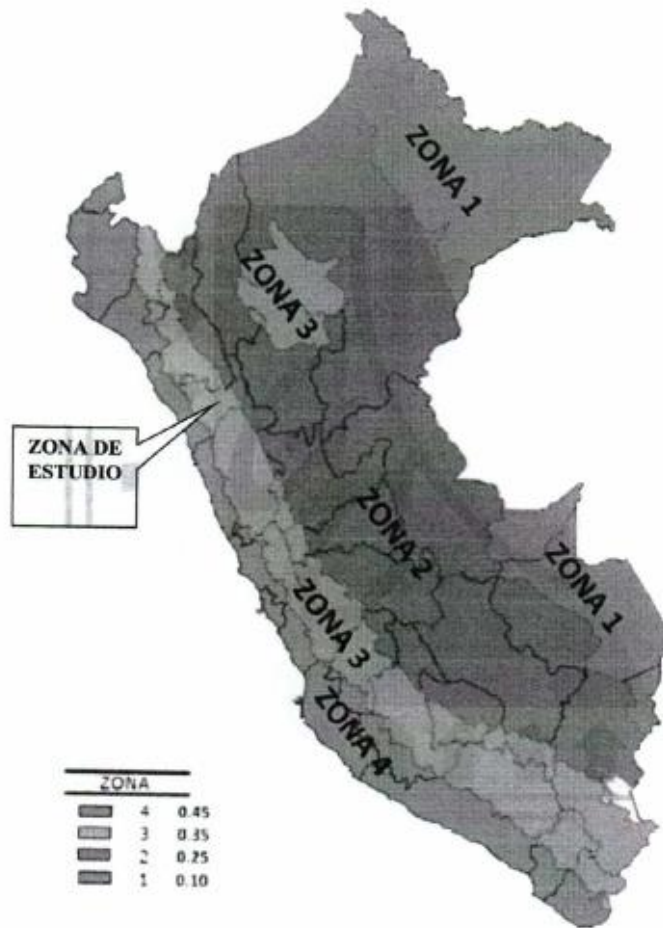 ZONA 1
ZONA 3
ZONA DE
ESTUDIO
ZONA 2
ZONA 1
ZONA 3
ZONA 4
ZONA
4 0.45
3 0.35
2 0.25
1 0.10